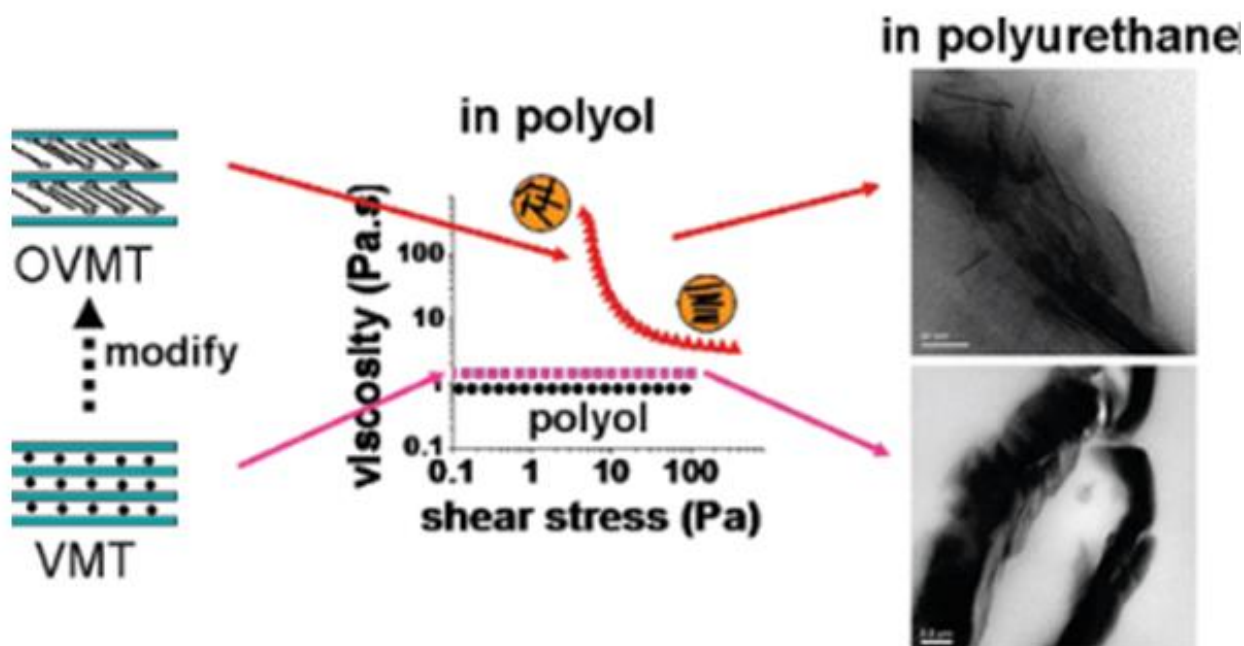 in polyurethane
in polyol
OVMT
modify
VMT
viscosity (Pa.s)
100
10
1
0.1
0.1 1 10 100
polyol
shear stress (Pa)